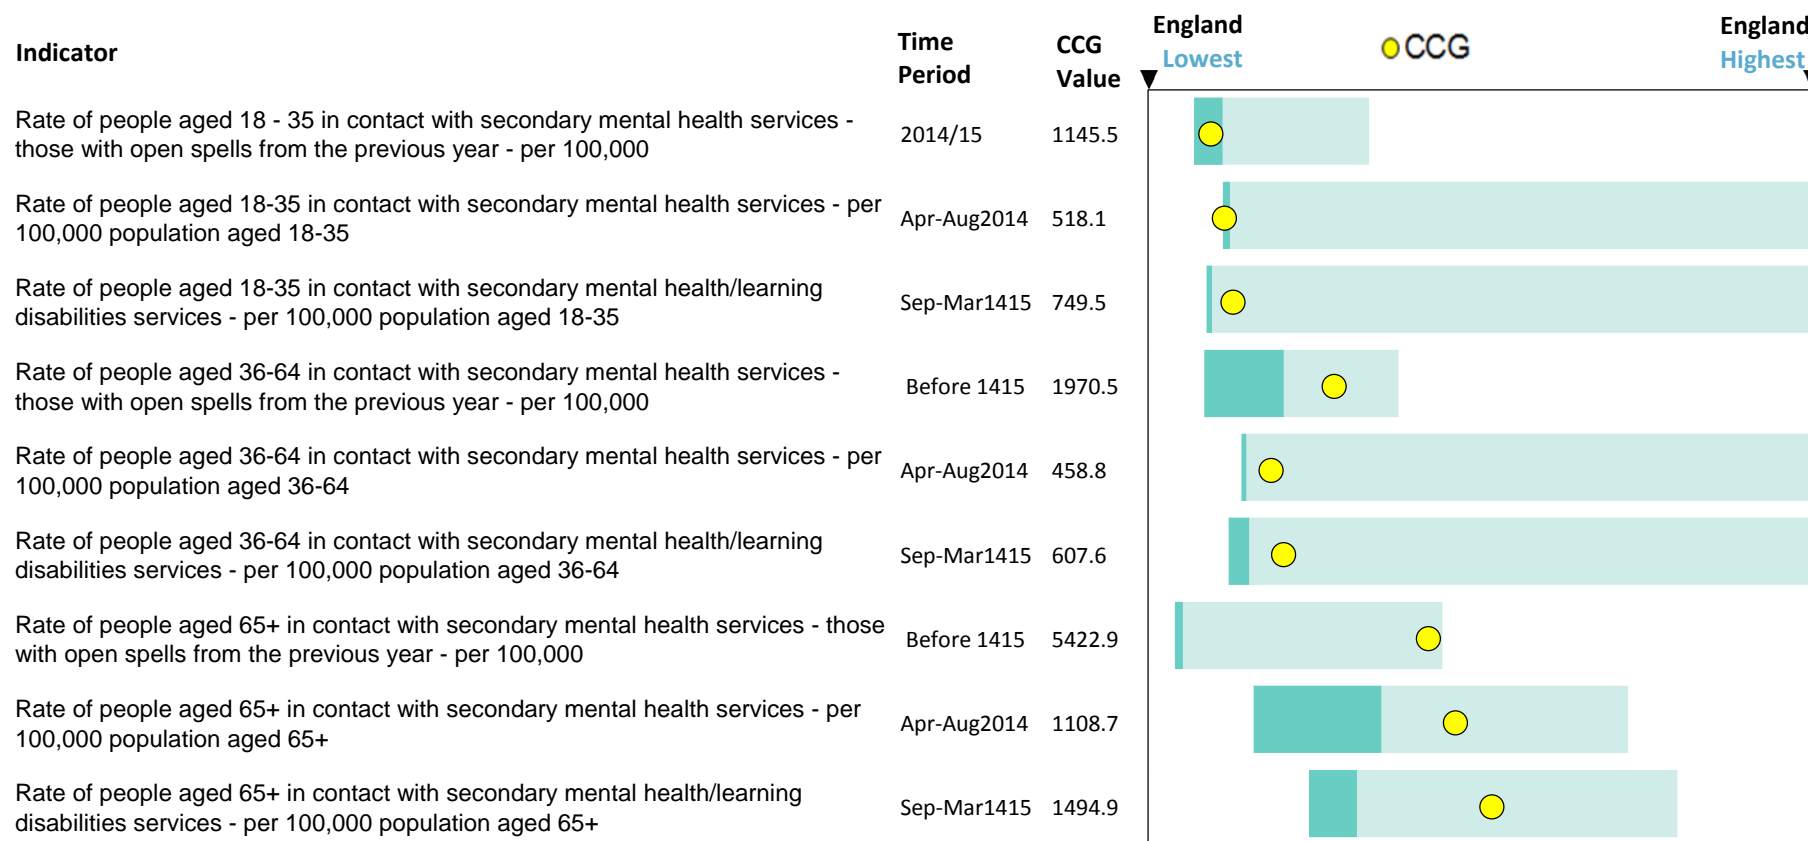 Indicator
Time
Period
CCG
Value
England
Lowest
CCG
England
Highest
Rate of people aged 18 - 35 in contact with secondary mental health services -
those with open spells from the previous year - per 100,000
2014/15
1145.5
Rate of people aged 18-35 in contact with secondary mental health services - per
100,000 population aged 18-35
Apr-Aug2014
518.1
Rate of people aged 18-35 in contact with secondary mental health/learning
disabilities services - per 100,000 population aged 18-35
Sep-Mar1415
749.5
Rate of people aged 36-64 in contact with secondary mental health services -
those with open spells from the previous year - per 100,000
Before 1415
1970.5
Rate of people aged 36-64 in contact with secondary mental health services - per
100,000 population aged 36-64
Apr-Aug2014
458.8
Rate of people aged 36-64 in contact with secondary mental health/learning
disabilities services - per 100,000 population aged 36-64
Sep-Mar1415
607.6
Rate of people aged 65+ in contact with secondary mental health services - those
with open spells from the previous year - per 100,000
Before 1415
5422.9
Rate of people aged 65+ in contact with secondary mental health services - per
100,000 population aged 65+
Apr-Aug2014
1108.7
Rate of people aged 65+ in contact with secondary mental health/learning
disabilities services - per 100,000 population aged 65+
Sep-Mar1415
1494.9